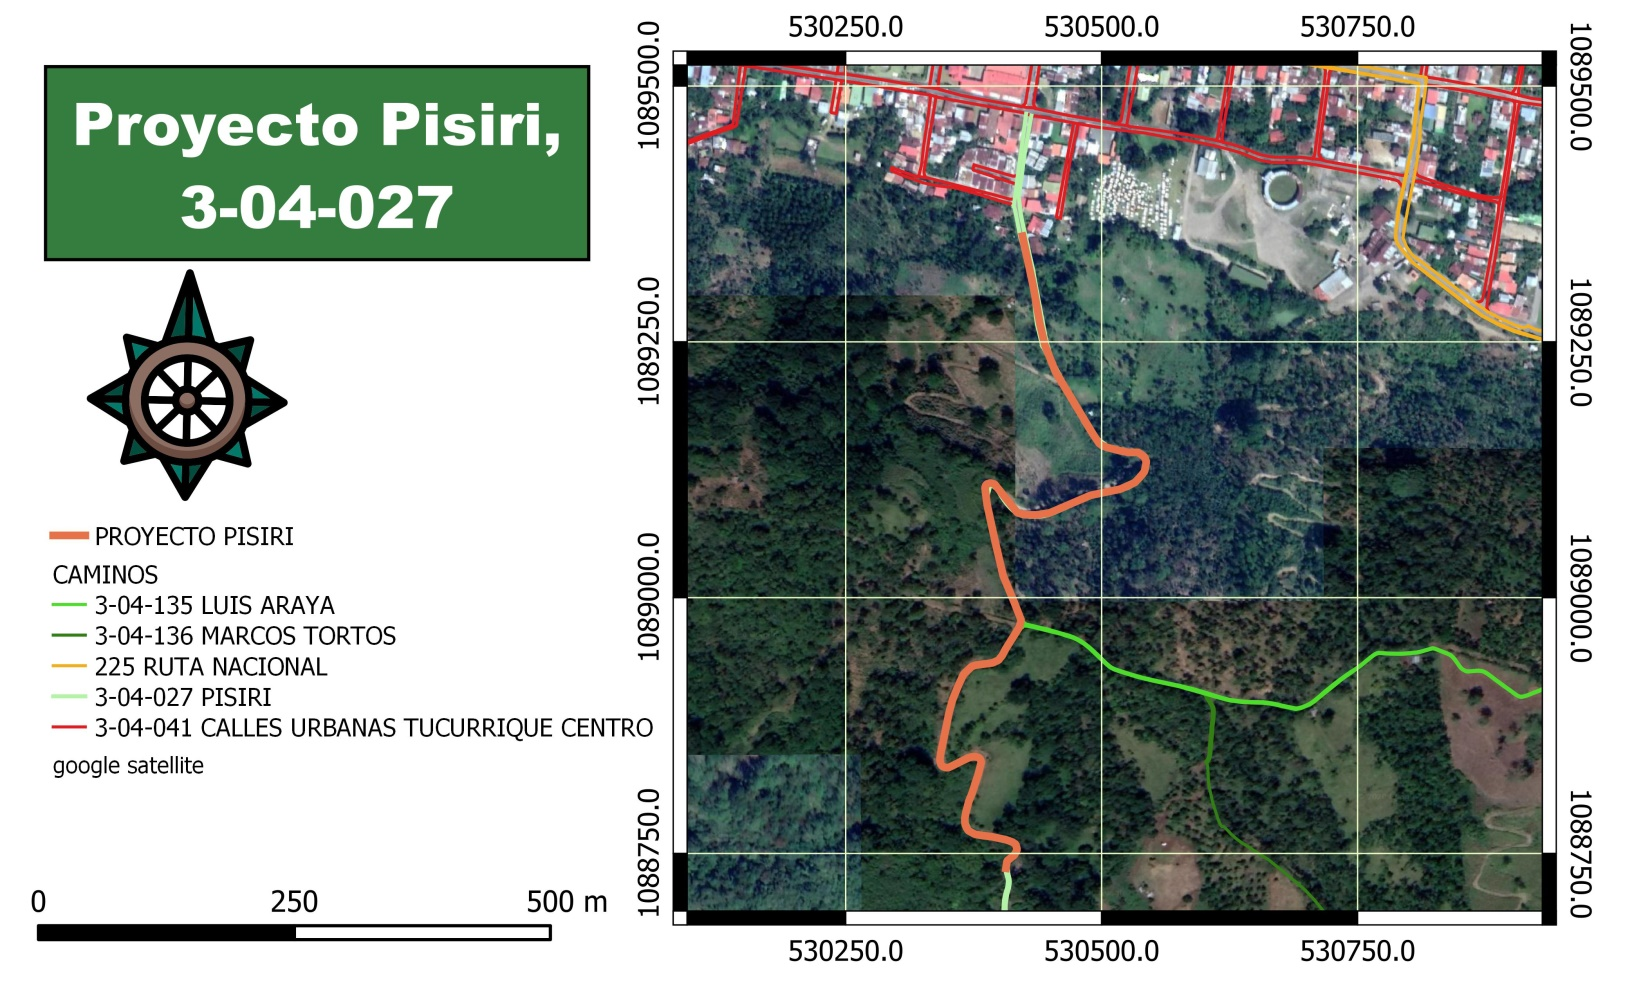 Proyecto Pisiri,
3-04-027
PROYECTO PISIRI
CAMINOS
3-04-135 LUIS ARAYA
3-04-136 MARCOS TORTOS
225 RUTA NACIONAL
3-04-027 PISIRI
3-04-041 CALLES URBANAS TUCURRIQUE CENTRO
google satellite
0 250 500 m
530250.0 530500.0 530750.0
1089500.0
1089250.0
1089000.0
1088750.0
1089500.0
1089250.0
1089000.0
1088750.0
530250.0 530500.0 530750.0